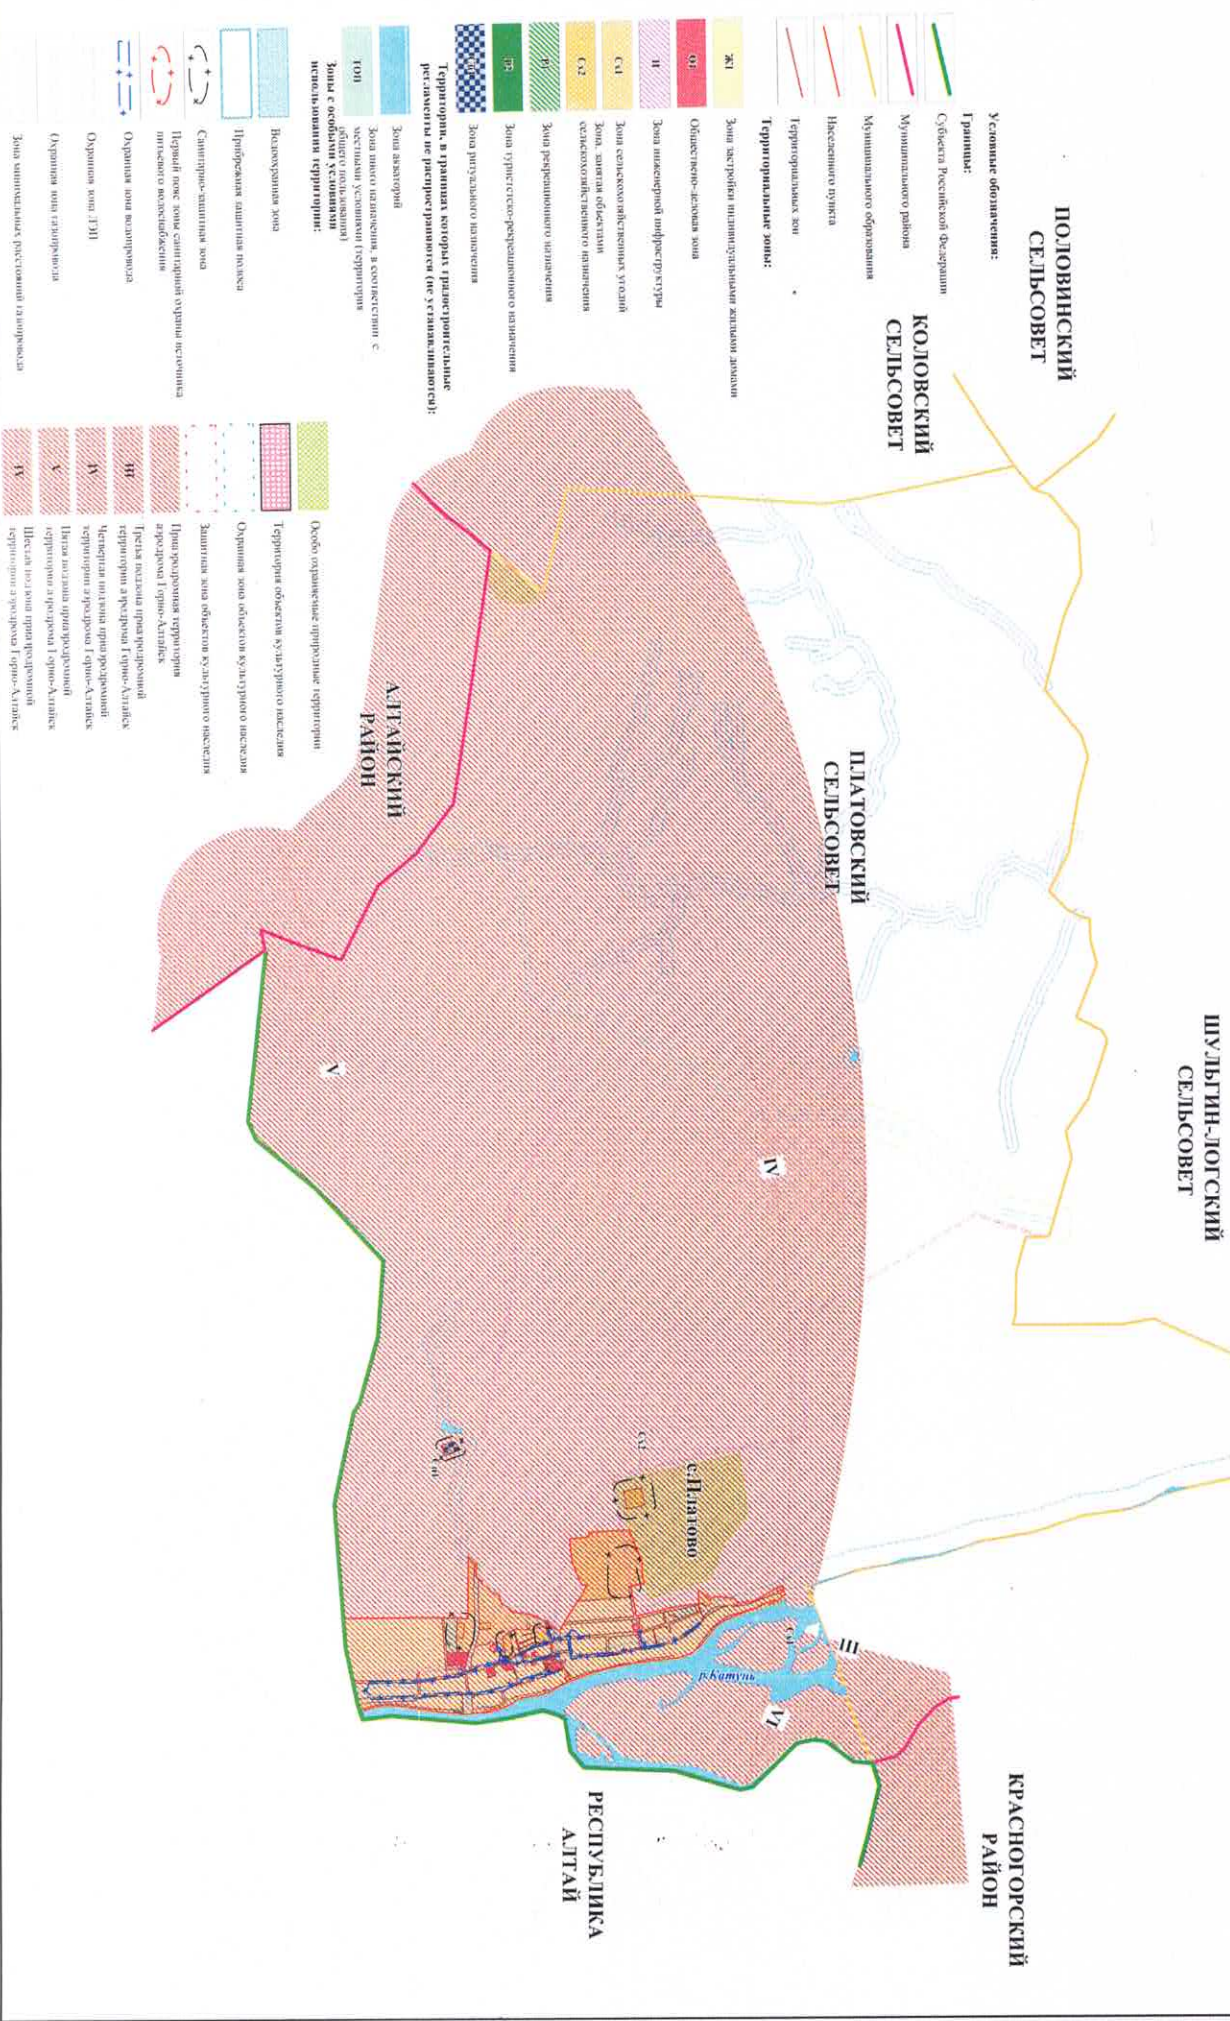 ПОЛОВИНСКИЙ
СЕЛЬСОВЕТ
КОЛОВСКИЙ
СЕЛЬСОВЕТ
ШУЛЬГИН-ЛОГСКИЙ
СЕЛЬСОВЕТ
ПЛАТОВСКИЙ
СЕЛЬСОВЕТ
АЛТАЙСКИЙ
РАЙОН
КРАСНОГОРСКИЙ
РАЙОН
РЕСПУБЛИКА
АЛТАЙ
с.Платово
р.Катунь
III
IV
V
VI
Сх2
Условные обозначения:
Границы:
Субъекта Российской Федерации
Муниципального района
Муниципального образования
Населенного пункта
Территориальных зон
Территориальные зоны:
Ж1
Зона застройки индивидуальными жилыми домами
О1
Общественно-деловая зона
И
Зона инженерной инфраструктуры
Сх1
Зона сельскохозяйственных угодий
Сх2
Зона, занятая объектами
сельскохозяйственного назначения
Р1
Зона рекреационного назначения
Зона туристско-рекреационного назначения
Зона ритуального назначения
Территории, в границах которых градостроительные
регламенты не распространяются (не устанавливаются):
Зона акваторий
ТОП
Зона иного назначения, в соответствии с
местными условиями (территория
общего пользования)
Зоны с особыми условиями
использования территории:
Водоохранная зона
Прибрежная защитная полоса
Санитарно-защитная зона
Первый пояс зоны санитарной охраны источника
питьевого водоснабжения
Охранная зона водопровода
Охранная зона ЛЭП
Охранная зона газопровода
Зона минимальных расстояний газопровода
Особо охраняемые природные территории
Территория объектов культурного наследия
Охранная зона объектов культурного наследия
Защитная зона объектов культурного наследия
Приаэродромная территория
аэродрома Горно-Алтайск
III
Третья подзона приаэродромной
территории аэродрома Горно-Алтайск
IV
Четвертая подзона приаэродромной
территории аэродрома Горно-Алтайск
V
Пятая подзона приаэродромной
территории аэродрома Горно-Алтайск
IV
Шестая подзона приаэродромной
территории аэродрома Горно-Алтайск